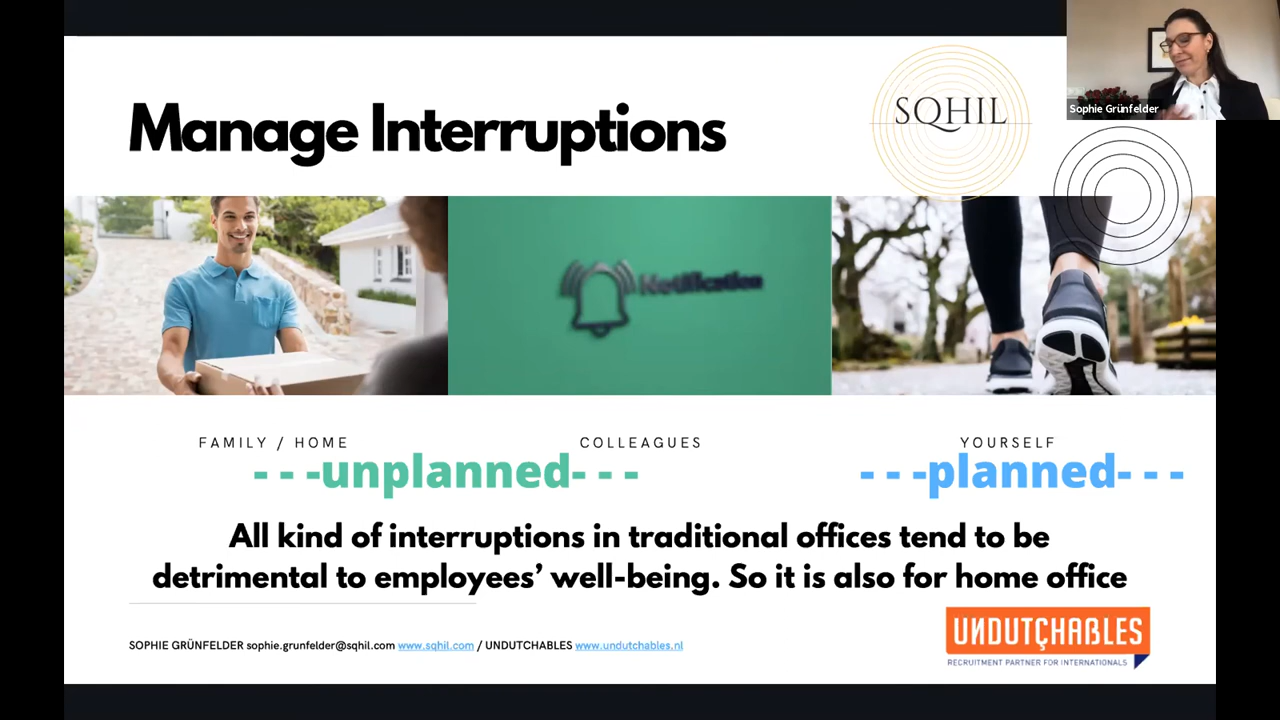 Manage Interruptions
SQHIL
Sophie Grünfelder
Notification
FAMILY / HOME
COLLEAGUES
YOURSELF
- - -unplanned- - -
- - -planned- - -
All kind of interruptions in traditional offices tend to be
detrimental to employees’ well-being. So it is also for home office
SOPHIE GRÜNFELDER sophie.grunfelder@sqhil.com www.sqhil.com / UNDUTCHABLES www.undutchables.nl
UNDUTÇHABLES
RECRUITMENT PARTNER FOR INTERNATIONALS